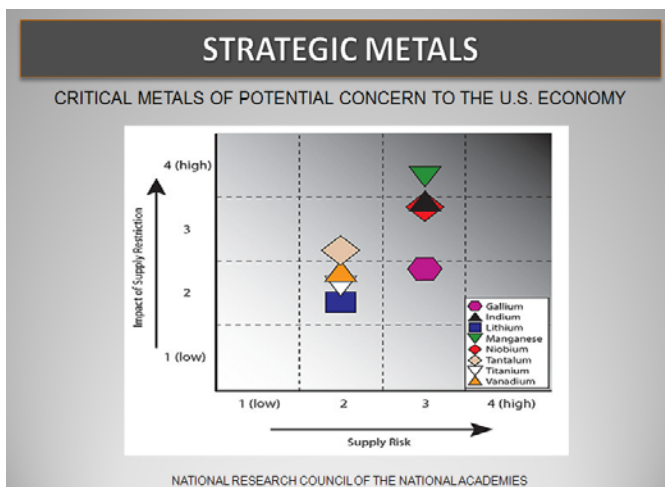 STRATEGIC METALS
CRITICAL METALS OF POTENTIAL CONCERN TO THE U.S. ECONOMY
4 (high)
3
2
1 (low)
Impact of Supply Restriction
Gallium
Indium
Lithium
Manganese
Niobium
Tantalum
Titanium
Vanadium
1 (low) 2 3 4 (high)
Supply Risk
NATIONAL RESEARCH COUNCIL OF THE NATIONAL ACADEMIES